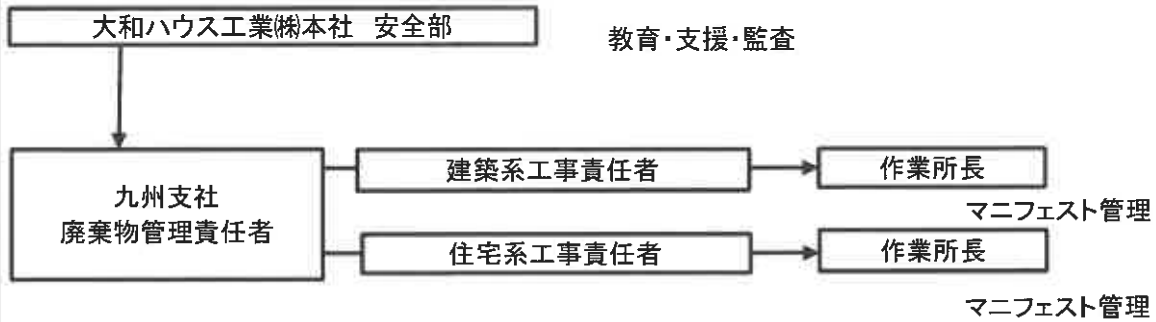 大和ハウス工業㈱本社　安全部
教育・支援・監査
九州支社
廃棄物管理責任者
建築系工事責任者
作業所長
マニフェスト管理
住宅系工事責任者
作業所長
マニフェスト管理